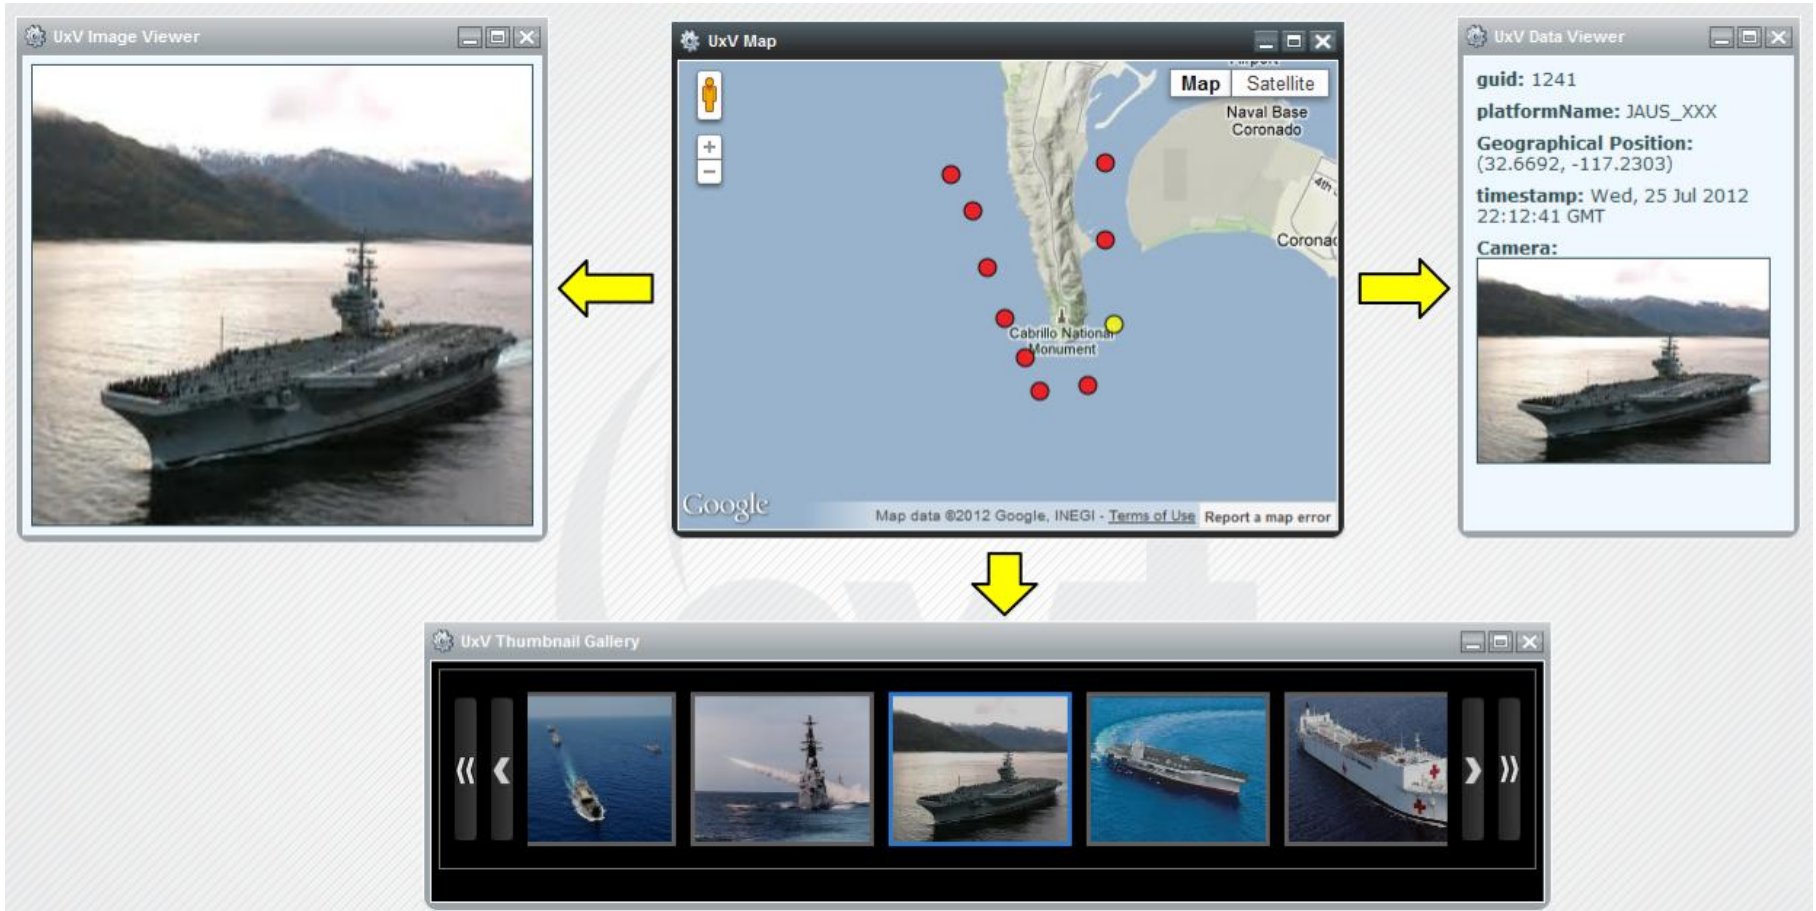 UxV Image Viewer
UxV Map
Map
Satellite
Naval Base
Coronado
4th
Coronad
Cabrillo National
Monument
Google
Map data ©2012 Google, INEGI - Terms of Use
Report a map error
UxV Data Viewer
guid: 1241
platformName: JAUS_XXX
Geographical Position:
(32.6692, -117.2303)
timestamp: Wed, 25 Jul 2012
22:12:41 GMT
Camera:
UxV Thumbnail Gallery